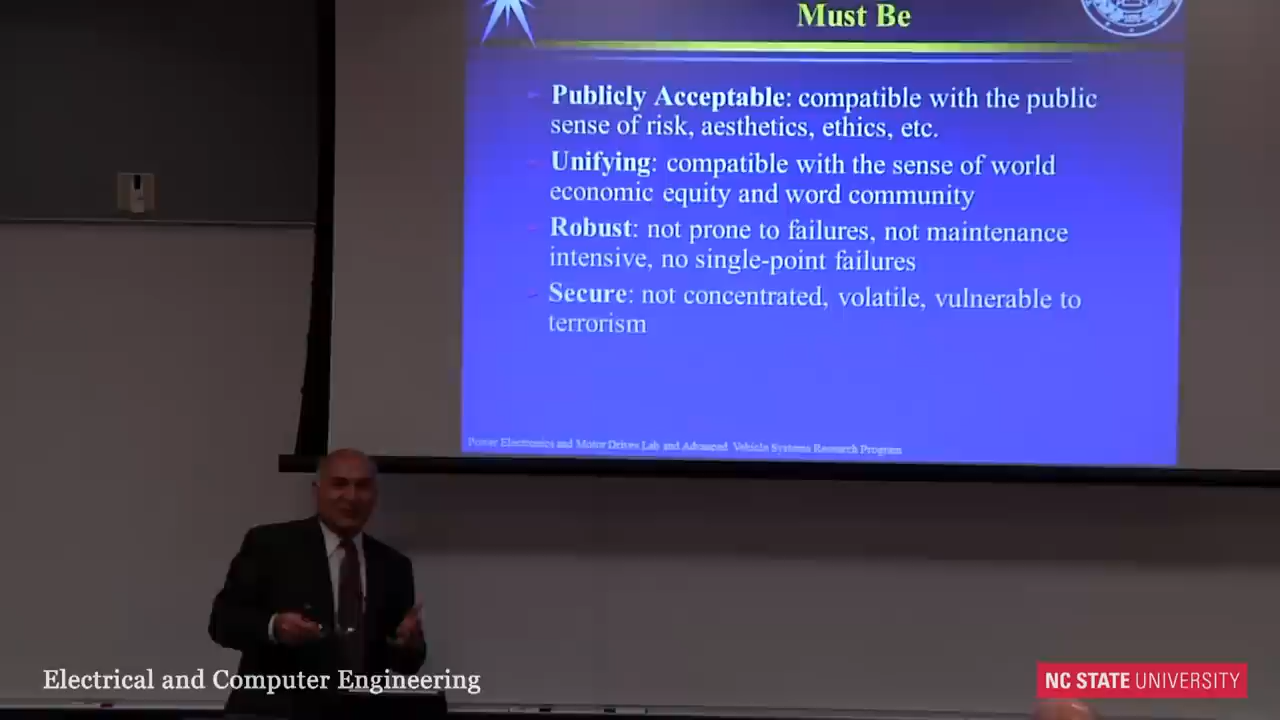 Must Be
Publicly Acceptable: compatible with the public
sense of risk, aesthetics, ethics, etc.
Unifying: compatible with the sense of world
economic equity and word community
Robust: not prone to failures, not maintenance
intensive, no single-point failures
Secure: not concentrated, volatile, vulnerable to
terrorism
Power Electronics and Motor Drives Lab and Advanced Vehicle Systems Research Program
Electrical and Computer Engineering
NC STATE UNIVERSITY